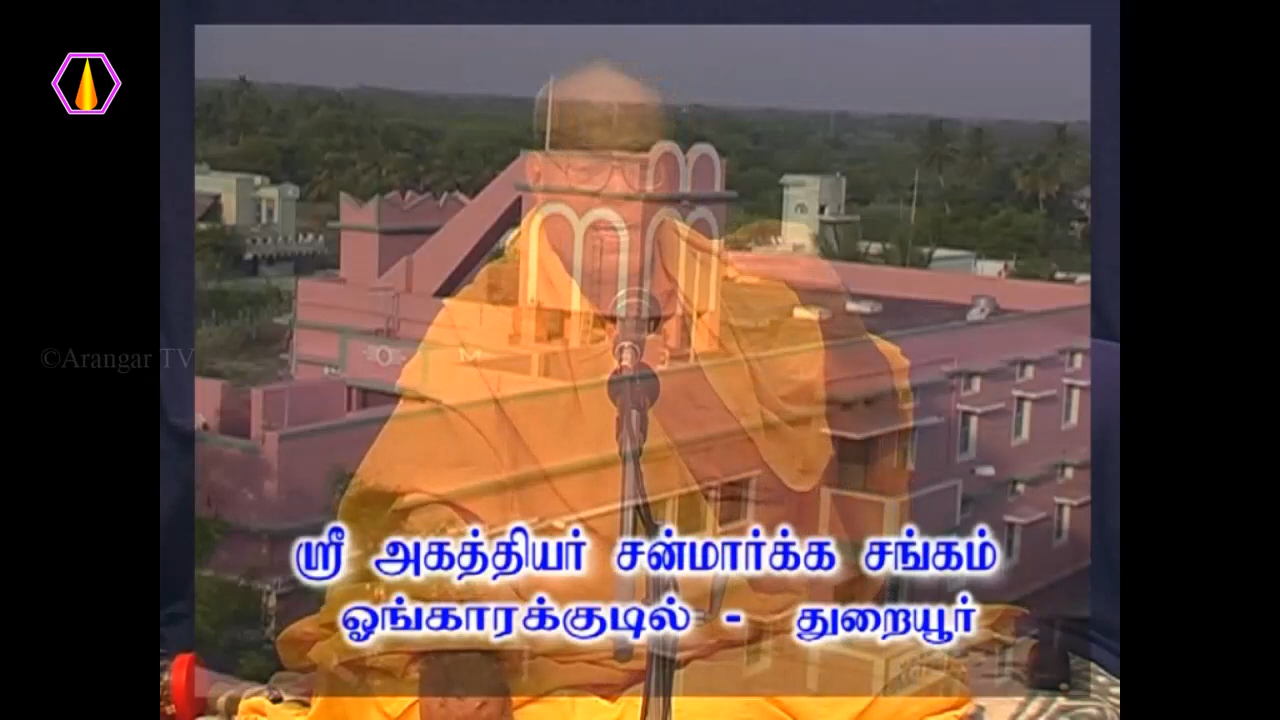 ©Arangar TV
O M
ஸ்ரீ அகத்தியர் சன்மார்க்க சங்கம்
ஓங்காரக்குடில் - துறையூர்